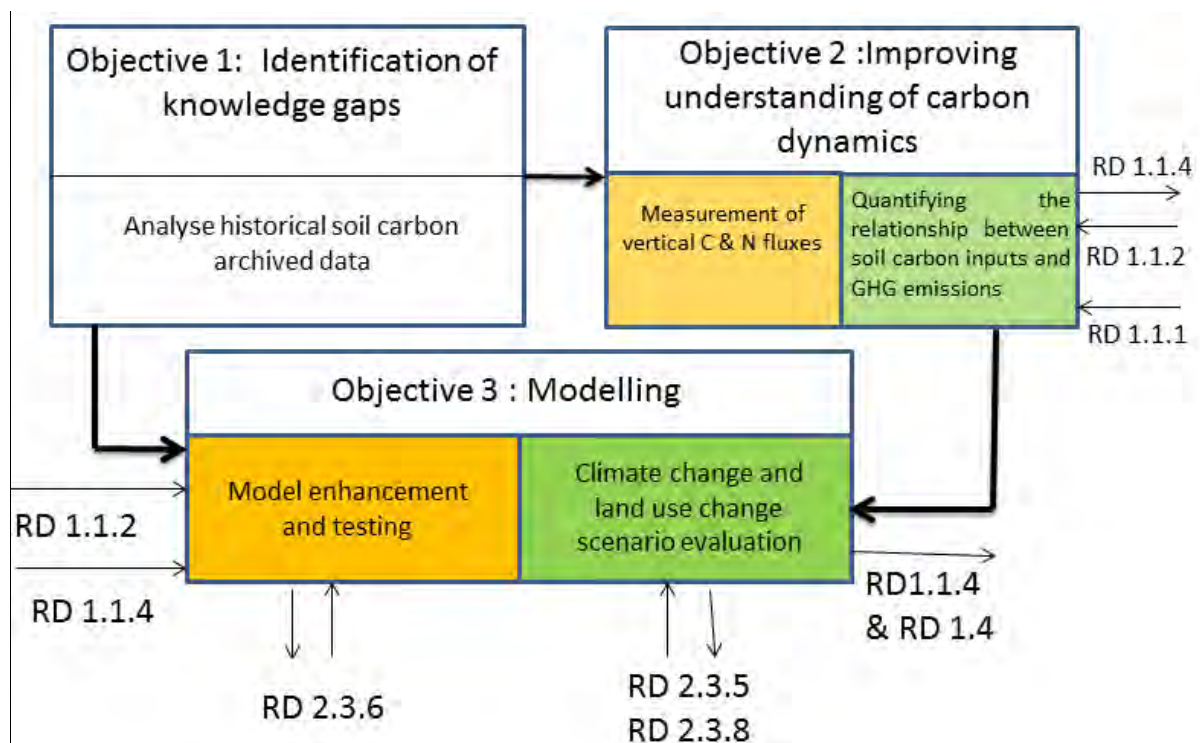 Objective 1: Identification of
knowledge gaps
Analyse historical soil carbon
archived data
Objective 2 :Improving
understanding of carbon
dynamics
Measurement of
vertical C & N fluxes
Quantifying the
relationship between
soil carbon inputs and
GHG emissions
RD 1.1.4
RD 1.1.2
RD 1.1.1
Objective 3 : Modelling
Model enhancement
and testing
Climate change and
land use change
scenario evaluation
RD 1.1.2
RD 1.1.4
RD1.1.4
& RD 1.4
RD 2.3.6
RD 2.3.5
RD 2.3.8